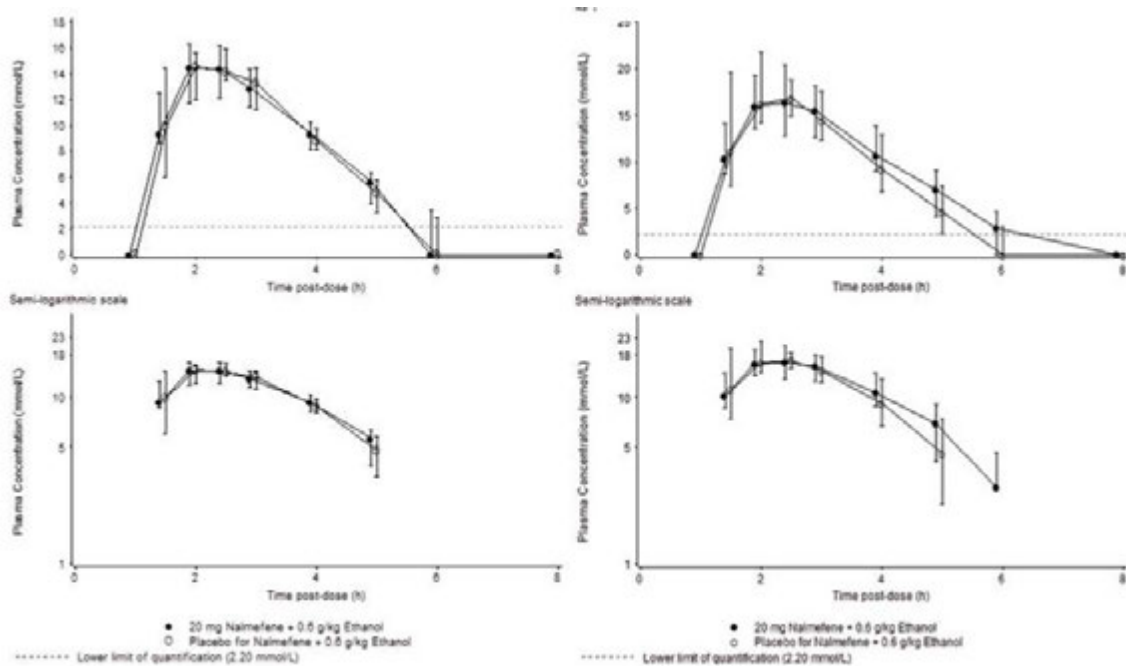 18
16
14
12
10
8
6
4
2
0
Plasma Concentration (mmol/L)
0 2 4 6 8
Time post-dose (h)
20
15
10
5
0
Plasma Concentration (mmol/L)
0 2 4 6 8
Time post-dose (h)
Semi-logarithmic scale
23
18
10
5
1
Plasma Concentration (mmol/L)
0 2 4 6 8
Time post-dose (h)
20 mg Nalmefene + 0.6 g/kg Ethanol
Placebo for Nalmefene + 0.6 g/kg Ethanol
Lower limit of quantification (2.20 mmol/L)
Semi-logarithmic scale
23
18
10
5
1
Plasma Concentration (mmol/L)
0 2 4 6 8
Time post-dose (h)
20 mg Nalmefene + 0.6 g/kg Ethanol
Placebo for Nalmefene + 0.6 g/kg Ethanol
Lower limit of quantification (2.20 mmol/L)